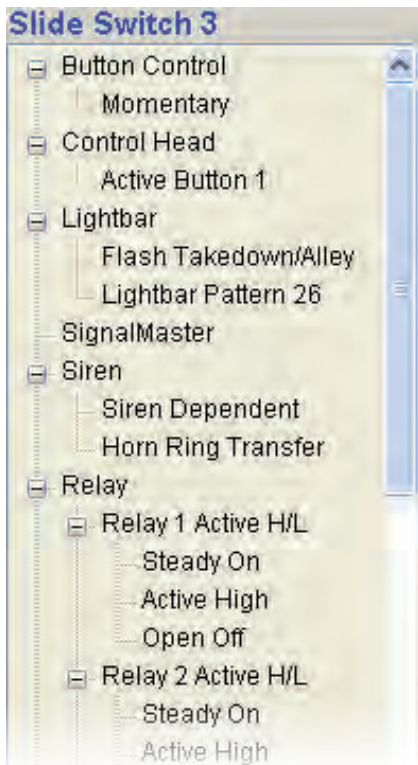 Slide Switch 3
Button Control
Momentary
Control Head
Active Button 1
Lightbar
Flash Takedown/Alley
Lightbar Pattern 26
SignalMaster
Siren
Siren Dependent
Horn Ring Transfer
Relay
Relay 1 Active H/L
Steady On
Active High
Open Off
Relay 2 Active H/L
Steady On
Active High